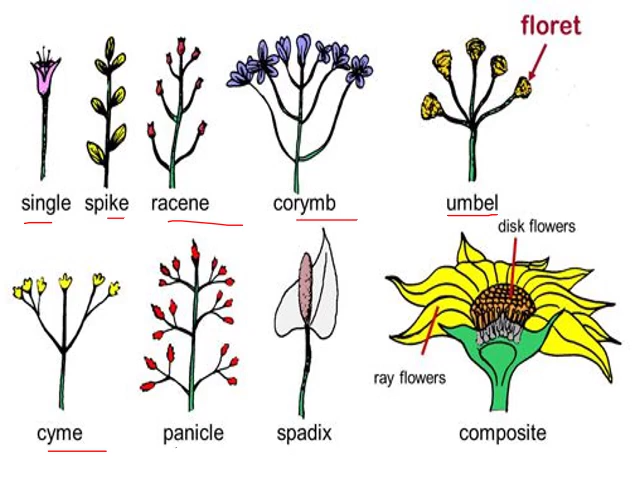 floret
single
spike
racene
corymb
umbel
disk flowers
ray flowers
cyme
panicle
spadix
composite